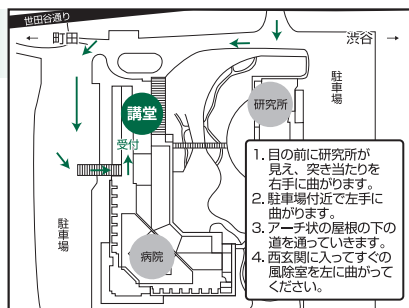 世田谷通り
← 町田
渋谷 →
駐車場
研究所
講堂
受付
駐車場
病院
1. 目の前に研究所が
見え、突き当たりを
右手に曲がります。
2. 駐車場付近で左手に
曲がります。
3. アーチ状の屋根の下の
道を通っていきます。
4. 西玄関に入ってすぐの
風除室を左に曲がって
ください。